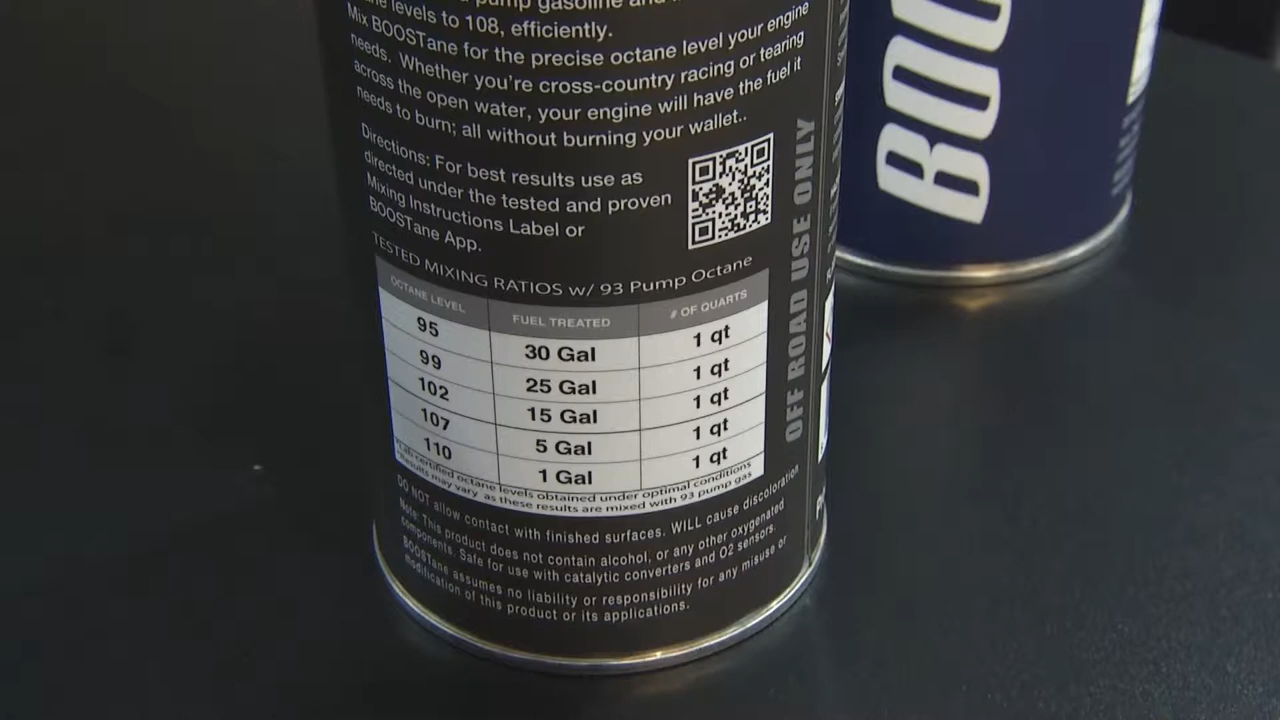 pump gasoline and
levels to 108, efficiently.
Mix BOOSTane for the precise octane level your engine
needs. Whether you're cross-country racing or tearing
across the open water, your engine will have the fuel it
needs to burn; all without burning your wallet..
Directions: For best results use as
directed under the tested and proven
Mixing Instructions Label or
BOOSTane App.
TESTED MIXING RATIOS w/ 93 Pump Octane
OCTANE LEVEL FUEL TREATED # OF QUARTS
95 30 Gal 1 qt
99 25 Gal 1 qt
102 15 Gal 1 qt
107 5 Gal 1 qt
110 1 Gal 1 qt
*Lab certified octane levels obtained under optimal conditions
Results may vary as these results are mixed with 93 pump gas
DO NOT allow contact with finished surfaces. WILL cause discoloration
Note: This product does not contain alcohol, or any other oxygenated
components. Safe for use with catalytic converters and O2 sensors.
BOOSTane assumes no liability or responsibility for any misuse or
modification of this product or its applications.
OFF ROAD USE ONLY
BOO